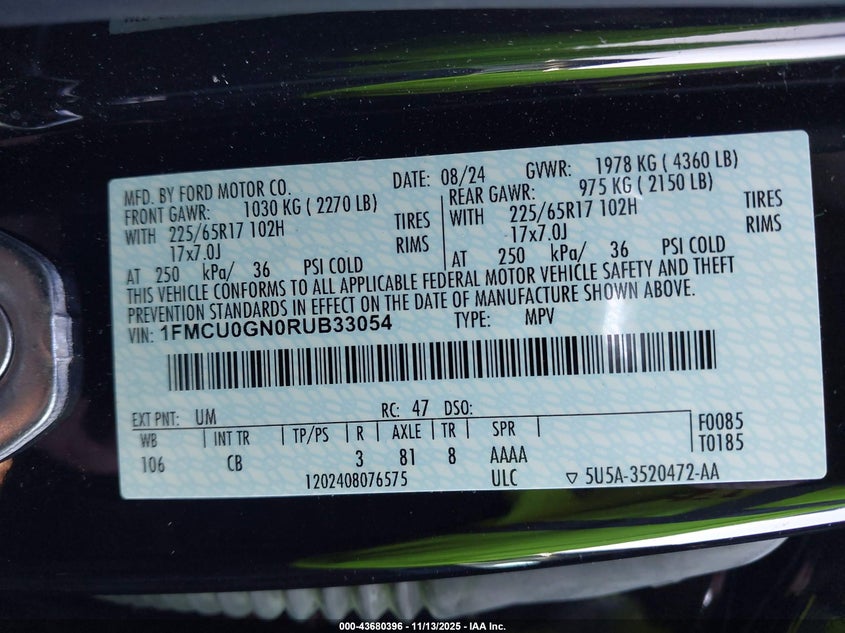 MFD. BY FORD MOTOR CO. DATE: 08/24 GVWR: 1978 KG ( 4360 LB)
FRONT GAWR: 1030 KG ( 2270 LB) REAR GAWR: 975 KG ( 2150 LB)
WITH 225/65R17 102H TIRES WITH 225/65R17 102H TIRES
17x7.0J RIMS 17x7.0J RIMS
AT 250 kPa/ 36 PSI COLD AT 250 kPa/ 36 PSI COLD
THIS VEHICLE CONFORMS TO ALL APPLICABLE FEDERAL MOTOR VEHICLE SAFETY AND THEFT
PREVENTION STANDARDS IN EFFECT ON THE DATE OF MANUFACTURE SHOWN ABOVE.
VIN: 1FMCU0GN0RUB33054 TYPE: MPV
EXT PNT: UM RC: 47 DSO:
WB INT TR TP/PS R AXLE TR SPR F0085
106 CB 3 81 8 AAAA T0185
1202408076575 ULC ▽ 5U5A-3520472-AA
000-43680396 - 11/13/2025 - IAA Inc.